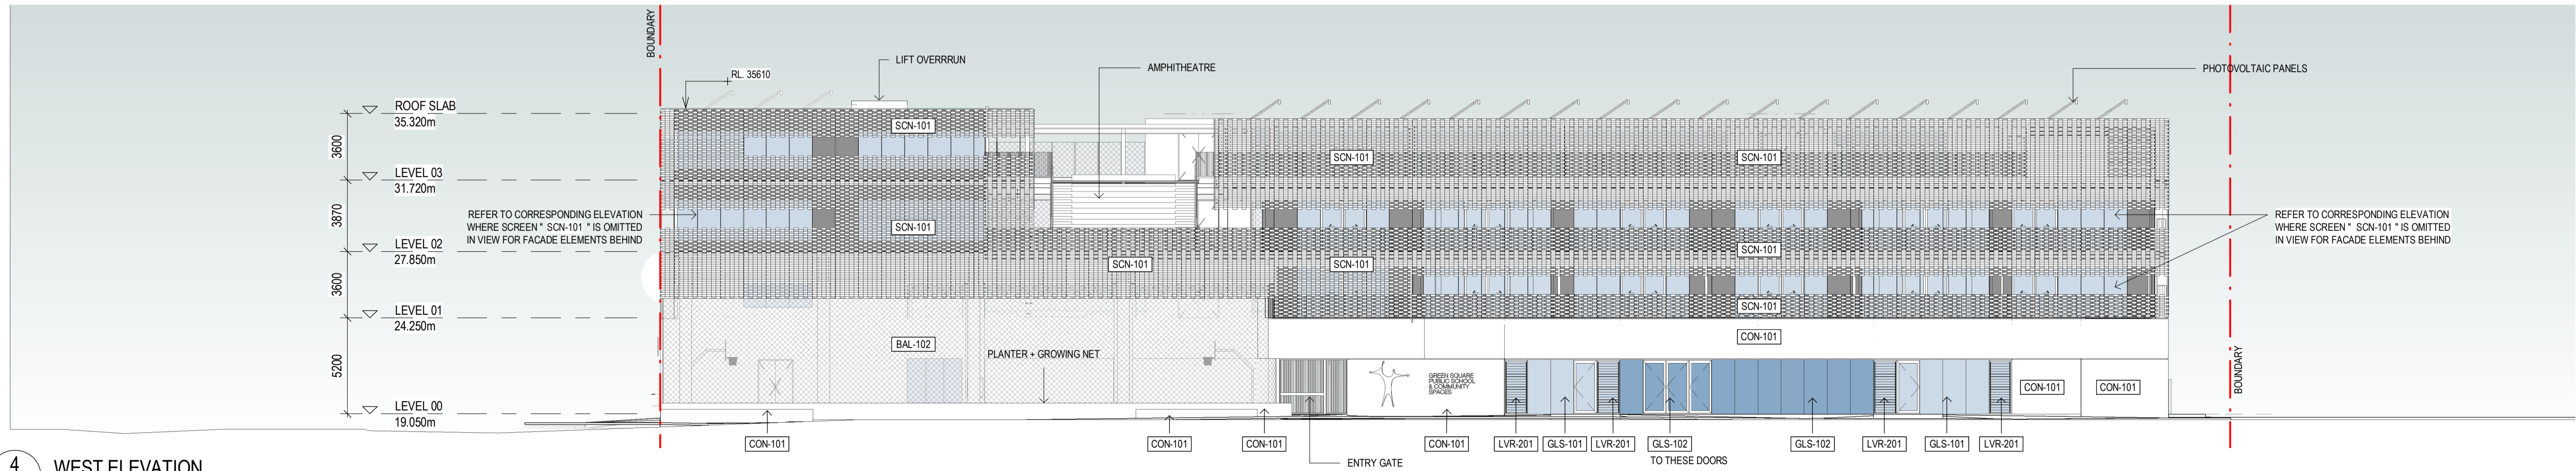 BOUNDARY
LIFT OVERRRUN
AMPHITHEATRE
PHOTOVOLTAIC PANELS
RL. 35610
ROOF SLAB
35.320m
3600
LEVEL 03
31.720m
3870
LEVEL 02
27.850m
3600
LEVEL 01
24.250m
5200
LEVEL 00
19.050m
REFER TO CORRESPONDING ELEVATION
WHERE SCREEN " SCN-101 " IS OMITTED
IN VIEW FOR FACADE ELEMENTS BEHIND
SCN-101
SCN-101
SCN-101
SCN-101
SCN-101
SCN-101
SCN-101
SCN-101
REFER TO CORRESPONDING ELEVATION
WHERE SCREEN " SCN-101 " IS OMITTED
IN VIEW FOR FACADE ELEMENTS BEHIND
CON-101
BAL-102
PLANTER + GROWING NET
GREEN SQUARE
PUBLIC SCHOOL
& COMMUNITY
SPACES
CON-101
CON-101
BOUNDARY
CON-101
CON-101
CON-101
CON-101
LVR-201
GLS-101
LVR-201
GLS-102
GLS-102
LVR-201
GLS-101
LVR-201
ENTRY GATE
TO THESE DOORS
4
WEST ELEVATION